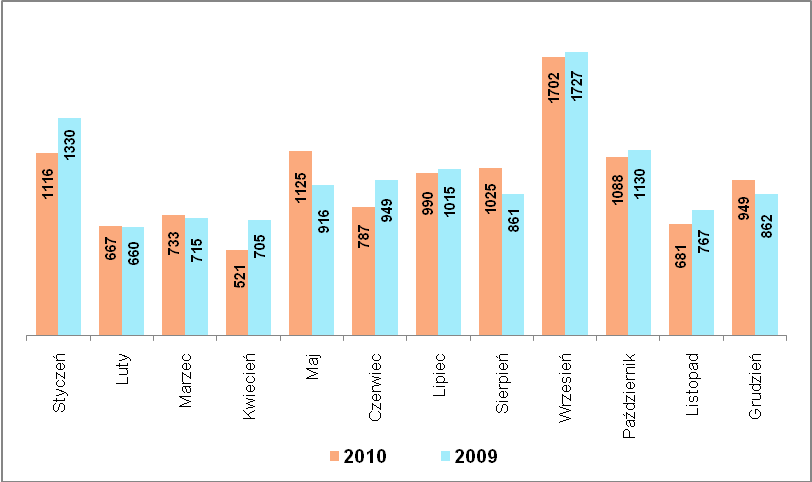 1116
1330
667
660
733
715
521
705
1125
916
787
949
990
1015
1025
861
1702
1727
1088
1130
681
767
949
862
Styczeń
Luty
Marzec
Kwiecień
Maj
Czerwiec
Lipiec
Sierpień
Wrzesień
Październik
Listopad
Grudzień
2010
2009